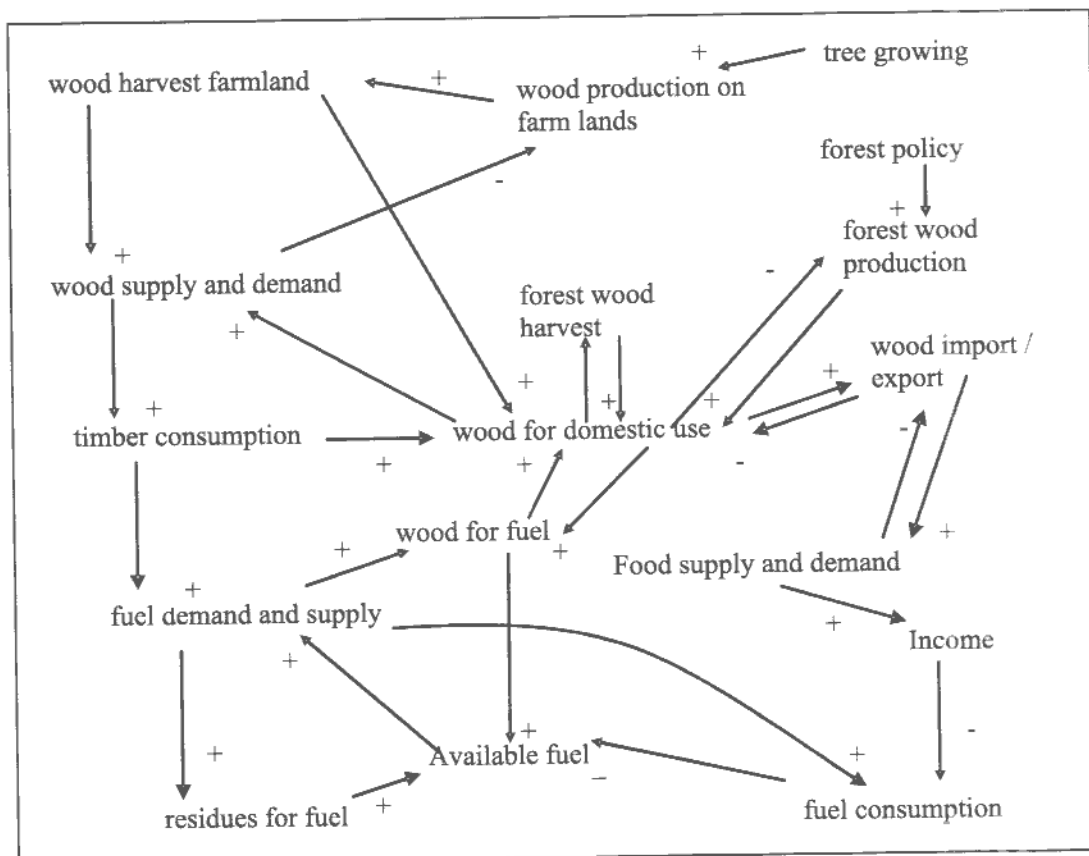 tree growing
+
wood harvest farmland
+
wood production on
farm lands
forest policy
-
+
forest wood
production
+
wood supply and demand
-
forest wood
harvest
+
wood import /
export
+
+
+
+
+
timber consumption
wood for domestic use
-
+
+
-
wood for fuel
+
+
+
Food supply and demand
+
fuel demand and supply
+
Income
+
-
+
+
+
Available fuel
–
+
residues for fuel
fuel consumption